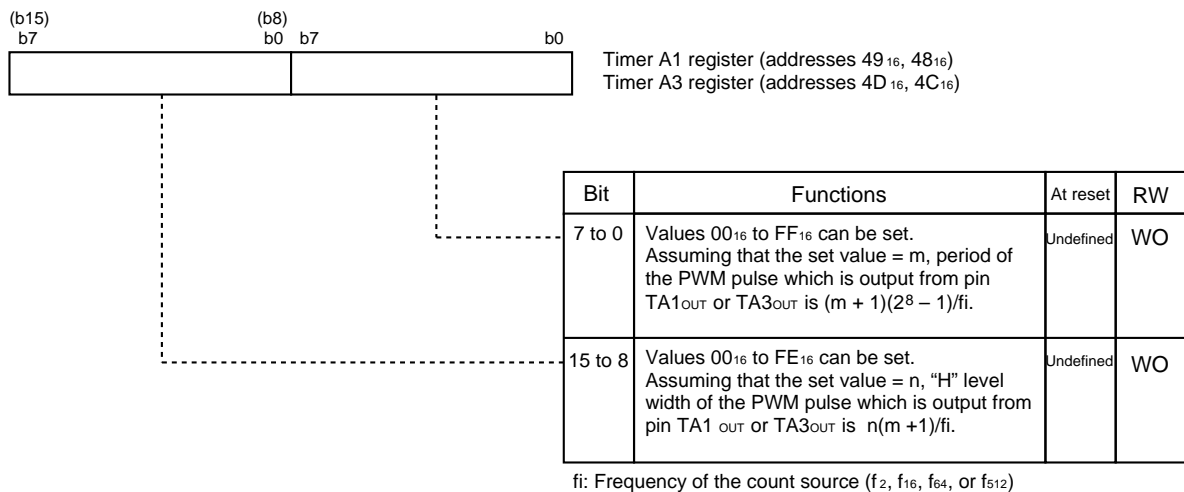 (b15) (b8)
b7 b0 b7 b0
Timer A1 register (addresses 49₁₆, 48₁₆)
Timer A3 register (addresses 4D₁₆, 4C₁₆)
Bit Functions At reset RW
7 to 0 Values 00₁₆ to FF₁₆ can be set. Undefined WO
Assuming that the set value = m, period of
the PWM pulse which is output from pin
TA1OUT or TA3OUT is (m + 1)(2⁸ – 1)/fi.
15 to 8 Values 00₁₆ to FE₁₆ can be set. Undefined WO
Assuming that the set value = n, “H” level
width of the PWM pulse which is output from
pin TA1 OUT or TA3OUT is n(m +1)/fi.
fi: Frequency of the count source (f₂, f₁₆, f₆₄, or f₅₁₂)